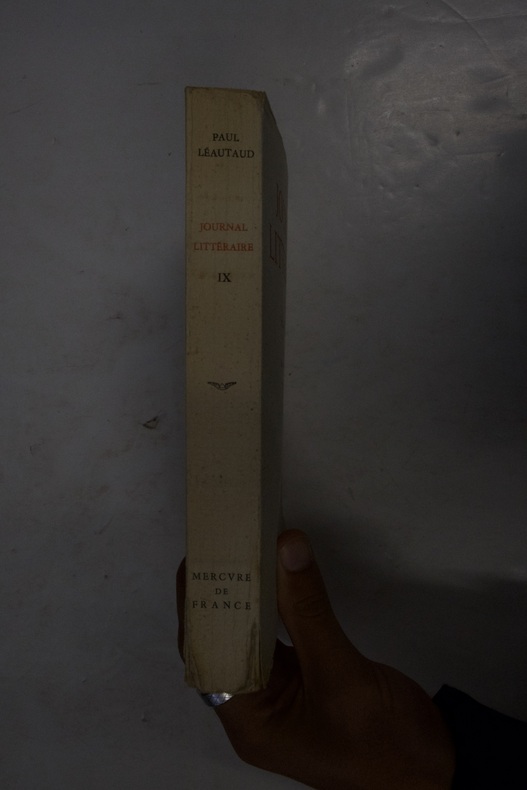 PAUL
LÉAUTAUD
JOURNAL
LITTÉRAIRE
IX
MERCVRE
DE
FRANCE